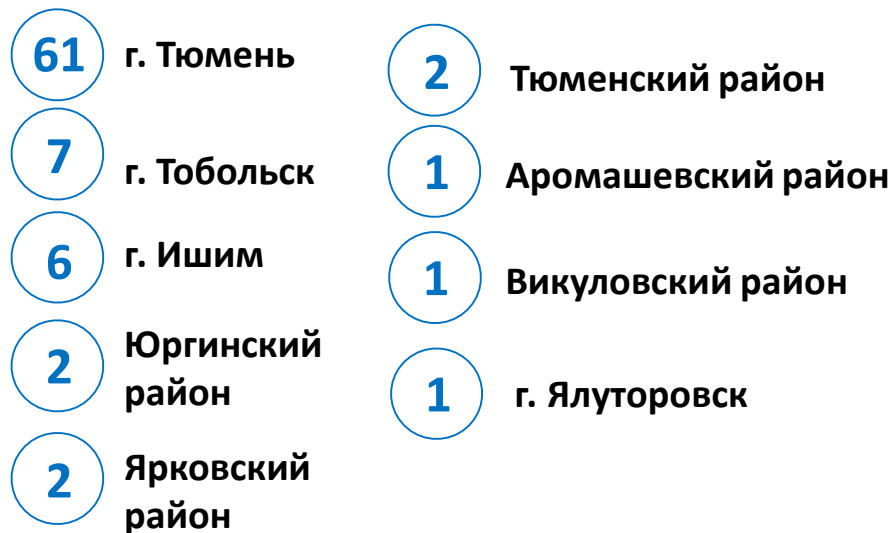 61 г. Тюмень
7 г. Тобольск
6 г. Ишим
2 Юргинский
район
2 Ярковский
район
2 Тюменский район
1 Аромашевский район
1 Викуловский район
1 г. Ялуторовск